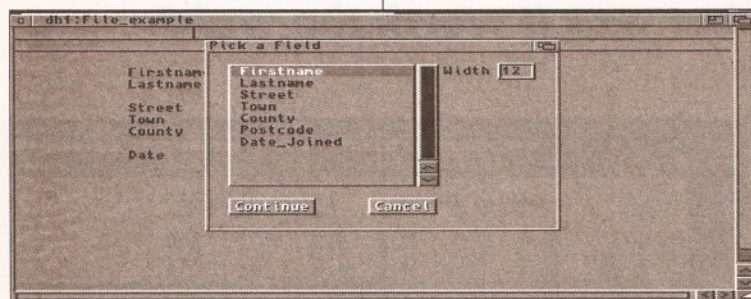 dh1:File_example
Pick a Field
Firstnam
Lastname
Street
Town
County
Date
Firstname
Lastname
Street
Town
County
Postcode
Date_Joined
Width 12
Continue
Cancel